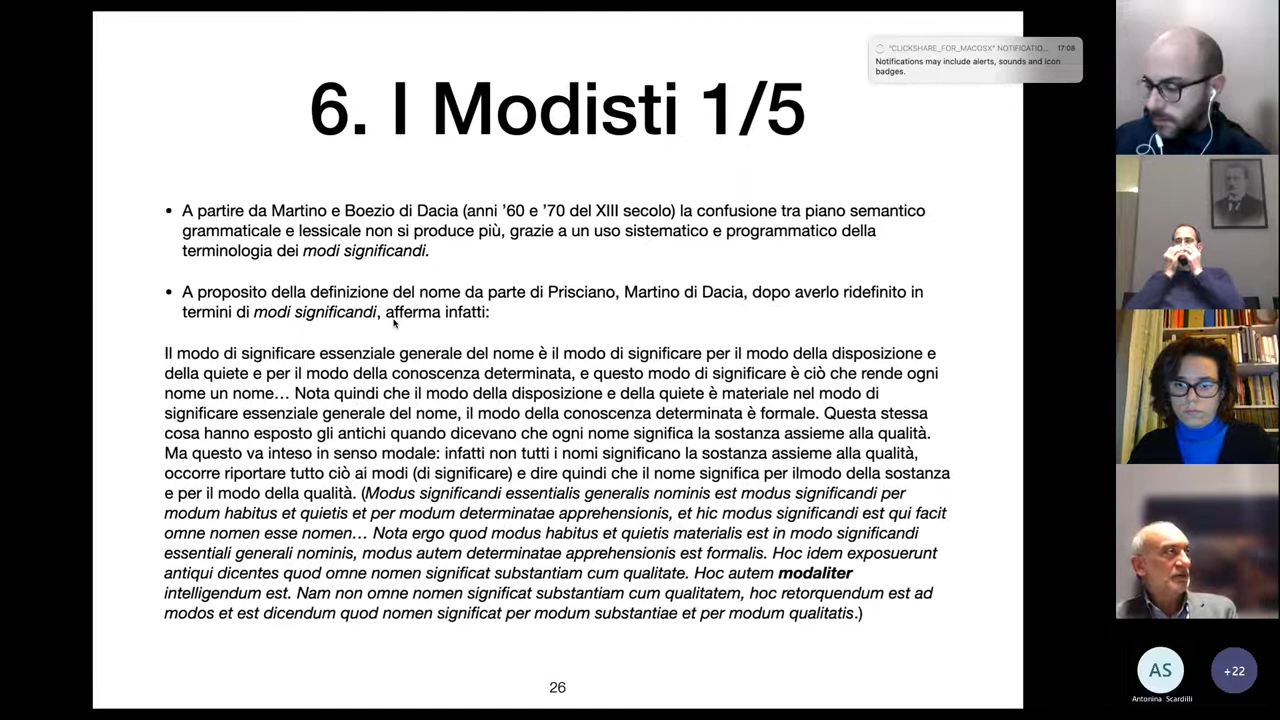 6. I Modisti 1/5
"CLICKSHARE_FOR_MACOSX" NOTIFICATIO... 17:08
Notifications may include alerts, sounds and icon
badges.
• A partire da Martino e Boezio di Dacia (anni '60 e '70 del XIII secolo) la confusione tra piano semantico
grammaticale e lessicale non si produce più, grazie a un uso sistematico e programmatico della
terminologia dei modi significandi.
• A proposito della definizione del nome da parte di Prisciano, Martino di Dacia, dopo averlo ridefinito in
termini di modi significandi, afferma infatti:
Il modo di significare essenziale generale del nome è il modo di significare per il modo della disposizione e
della quiete e per il modo della conoscenza determinata, e questo modo di significare è ciò che rende ogni
nome un nome… Nota quindi che il modo della disposizione e della quiete è materiale nel modo di
significare essenziale generale del nome, il modo della conoscenza determinata è formale. Questa stessa
cosa hanno esposto gli antichi quando dicevano che ogni nome significa la sostanza assieme alla qualità.
Ma questo va inteso in senso modale: infatti non tutti i nomi significano la sostanza assieme alla qualità,
occorre riportare tutto ciò ai modi (di significare) e dire quindi che il nome significa per ilmodo della sostanza
e per il modo della qualità. (Modus significandi essentialis generalis nominis est modus significandi per
modum habitus et quietis et per modum determinatae apprehensionis, et hic modus significandi est qui facit
omne nomen esse nomen… Nota ergo quod modus habitus et quietis materialis est in modo significandi
essentiali generali nominis, modus autem determinatae apprehensionis est formalis. Hoc idem exposuerunt
antiqui dicentes quod omne nomen significat substantiam cum qualitate. Hoc autem modaliter
intelligendum est. Nam non omne nomen significat substantiam cum qualitatem, hoc retorquendum est ad
modos et est dicendum quod nomen significat per modum substantiae et per modum qualitatis.)
26
AS
+22
Antonina Scardilli